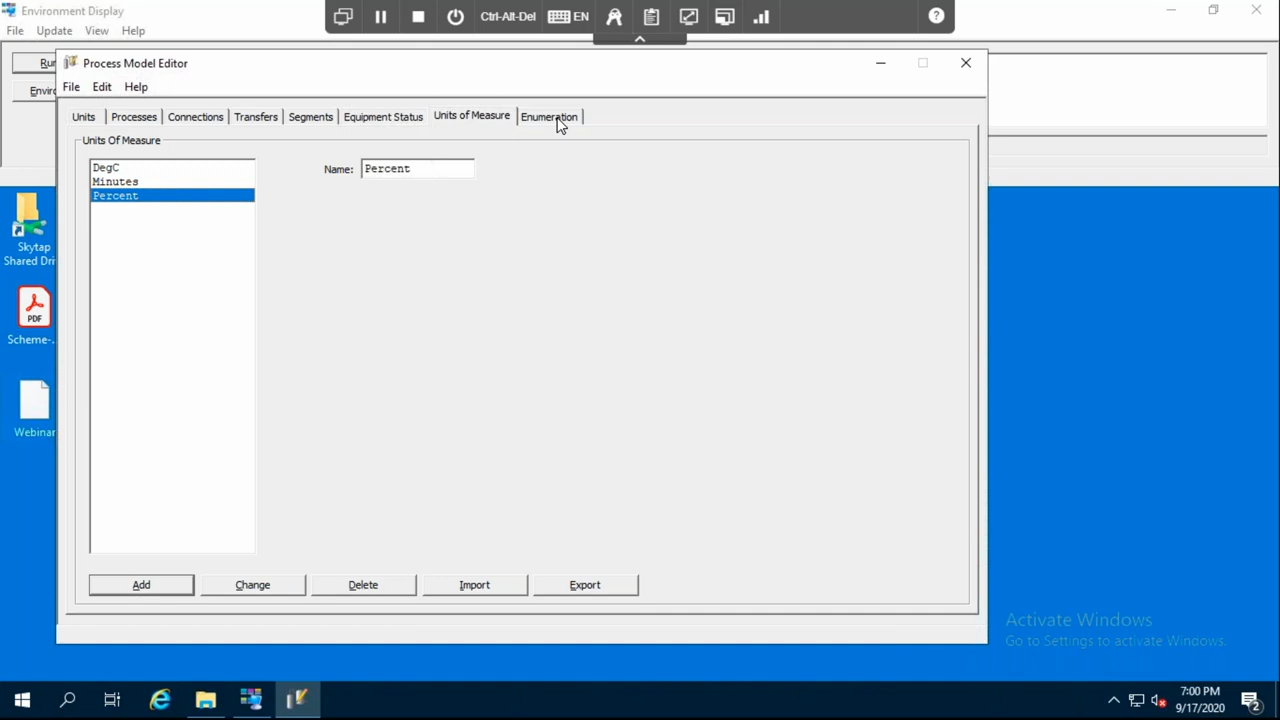 Environment Display
File Update View Help
Ctrl-Alt-Del EN
Process Model Editor
File Edit Help
Units Processes Connections Transfers Segments Equipment Status Units of Measure Enumeration
Units Of Measure
DegC
Minutes
Percent
Name: Percent
Add Change Delete Import Export
Ru
Enviro
Skytap
Shared Dri
PDF
Scheme-..
Webinar
Activate Windows
Go to Settings to activate Windows.
7:00 PM
9/17/2020
2